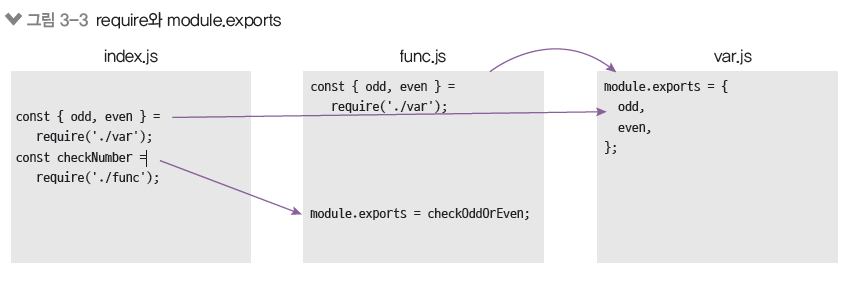 그림 3-3 require와 module.exports
index.js
const { odd, even } =
require('./var');
const checkNumber =
require('./func');
func.js
const { odd, even } =
require('./var');
module.exports = checkOddOrEven;
var.js
module.exports = {
odd,
even,
};